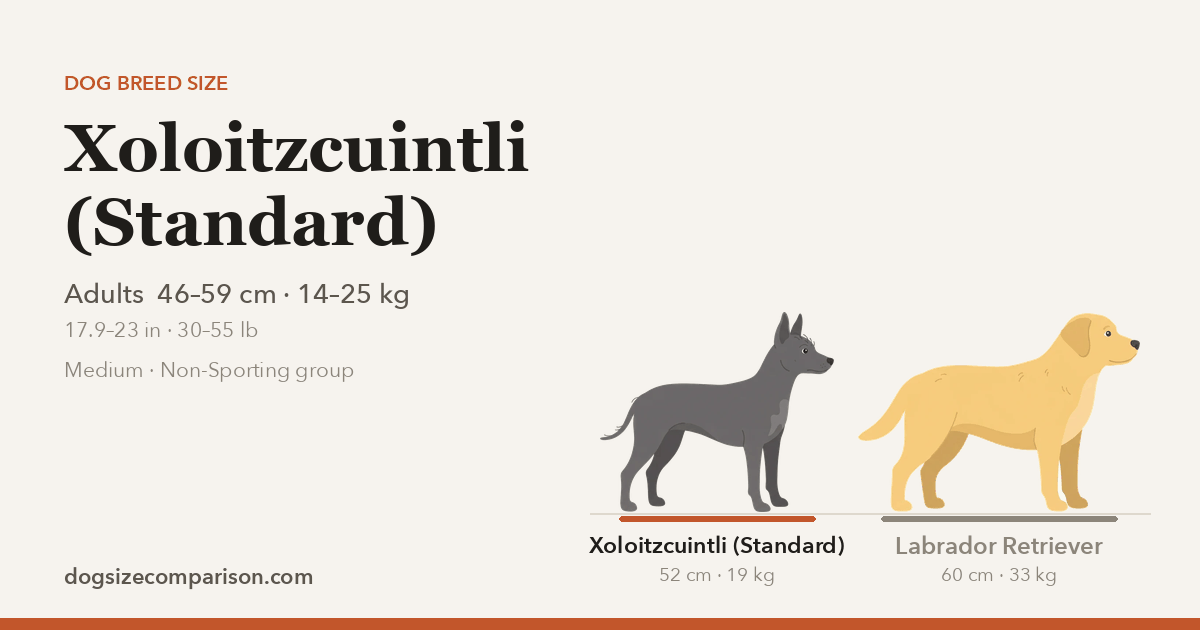 DOG BREED SIZE
Xoloitzcuintli
(Standard)
Adults 46–59 cm · 14–25 kg
17.9–23 in · 30–55 lb
Medium · Non-Sporting group
Xoloitzcuintli (Standard)
52 cm · 19 kg
Labrador Retriever
60 cm · 33 kg
dogsizecomparison.com